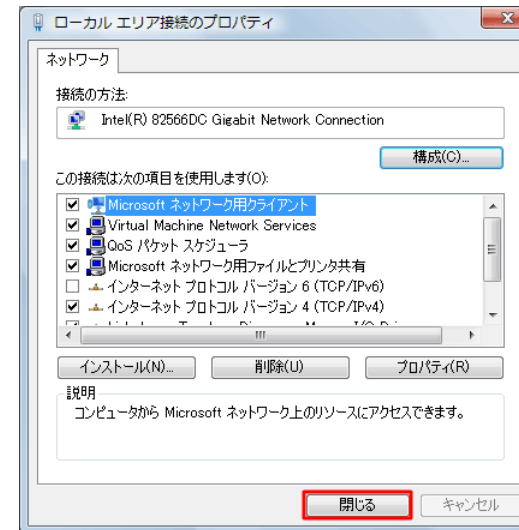 ローカル エリア接続のプロパティ
ネットワーク
接続の方法:
Intel(R) 82566DC Gigabit Network Connection
構成(C)...
この接続は次の項目を使用します(O):
Microsoft ネットワーク用クライアント
Virtual Machine Network Services
QoS パケット スケジューラ
Microsoft ネットワーク用ファイルとプリンタ共有
インターネット プロトコル バージョン 6 (TCP/IPv6)
インターネット プロトコル バージョン 4 (TCP/IPv4)
インストール(N)... 削除(U) プロパティ(R)
説明
コンピュータから Microsoft ネットワーク上のリソースにアクセスできます。
閉じる キャンセル